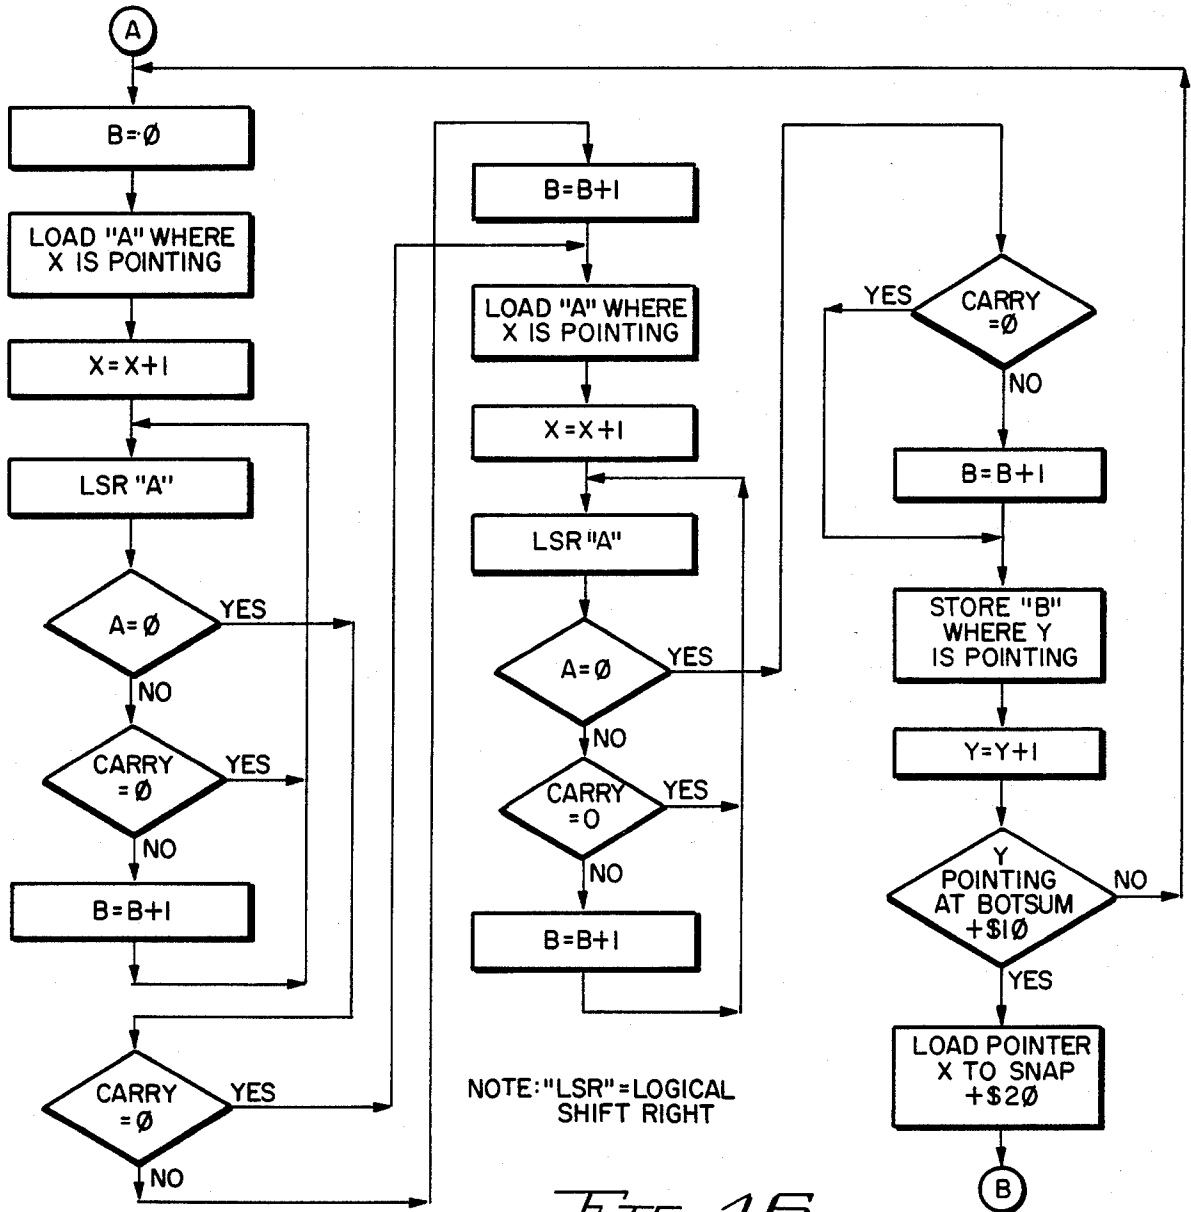 A
B=Ø
LOAD "A" WHERE
X IS POINTING
X=X+1
LSR "A"
A=Ø
YES
NO
CARRY
=Ø
YES
NO
B=B+1
CARRY
=Ø
YES
NO
B=B+1
LOAD "A" WHERE
X IS POINTING
X=X+1
LSR "A"
A=Ø
YES
NO
CARRY
=O
YES
NO
B=B+1
NOTE: "LSR"=LOGICAL
SHIFT RIGHT
CARRY
=Ø
YES
NO
B=B+1
STORE "B"
WHERE Y
IS POINTING
Y=Y+1
Y
POINTING
AT BOTSUM
+$1Ø
NO
YES
LOAD POINTER
X TO SNAP
+$2Ø
B